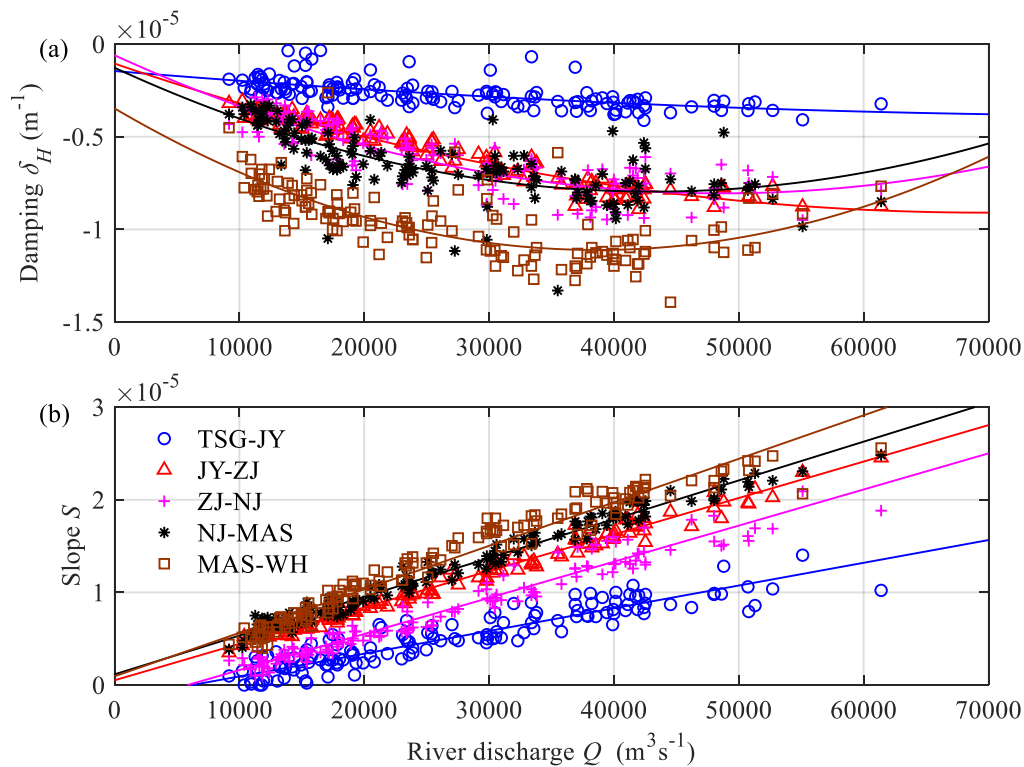 ×10⁻⁵
(a)
0
-0.5
-1
-1.5
Damping δ_H (m⁻¹)
0 10000 20000 30000 40000 50000 60000 70000
×10⁻⁵
(b)
3
2
1
0
Slope S
TSG-JY
JY-ZJ
ZJ-NJ
NJ-MAS
MAS-WH
0 10000 20000 30000 40000 50000 60000 70000
River discharge Q (m³s⁻¹)